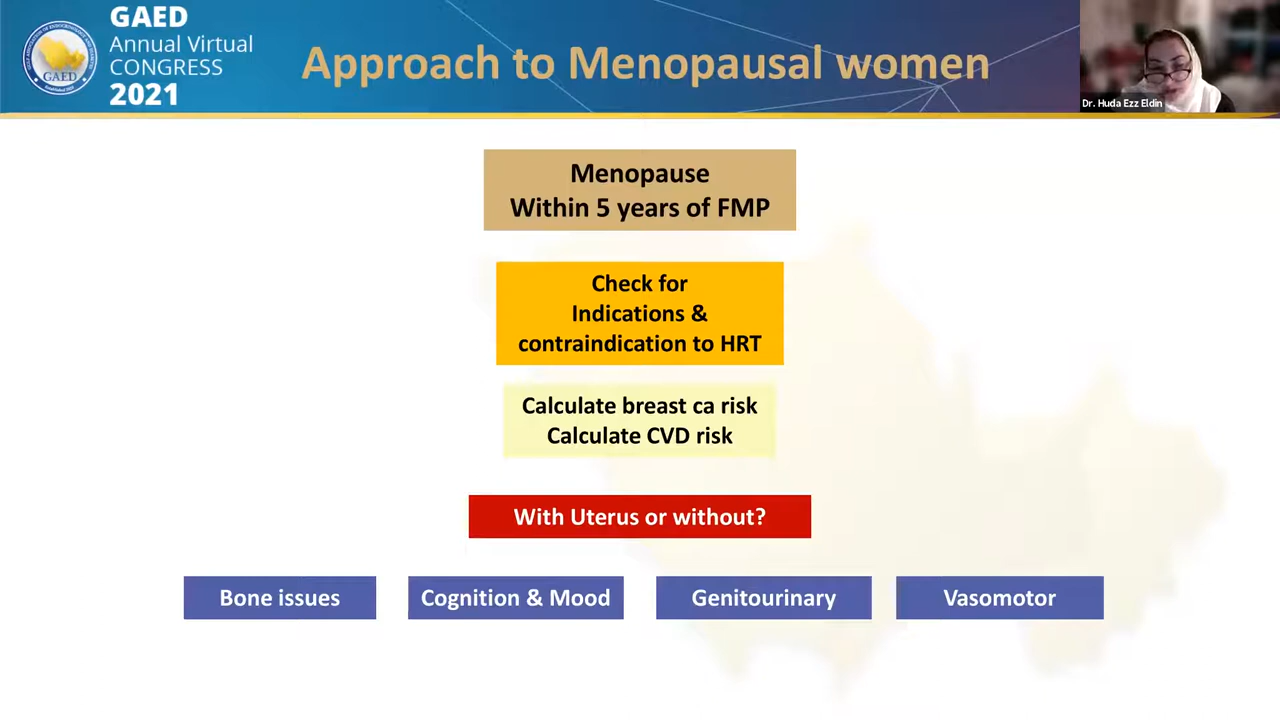 GAED
Annual Virtual
CONGRESS
2021
GAED
Approach to Menopausal women
Dr. Huda Ezz Eldin
Menopause
Within 5 years of FMP
Check for
Indications &
contraindication to HRT
Calculate breast ca risk
Calculate CVD risk
With Uterus or without?
Bone issues
Cognition & Mood
Genitourinary
Vasomotor